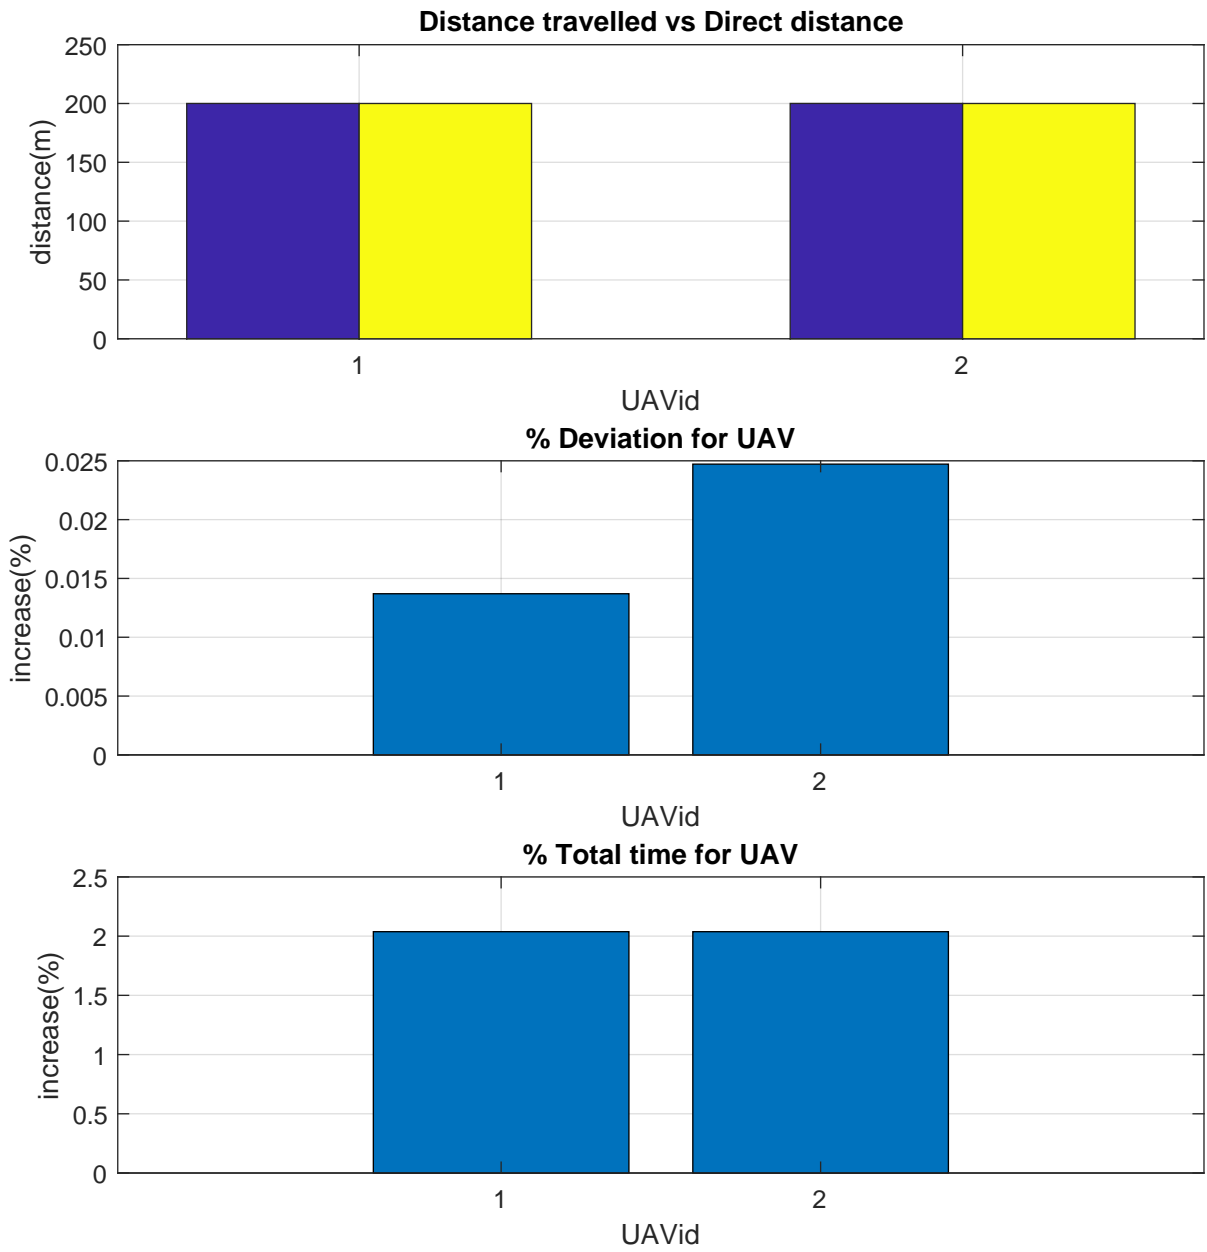 Distance travelled vs Direct distance
250
200
150
100
50
0
distance(m)
1 2
UAVid
% Deviation for UAV
0.025
0.02
0.015
0.01
0.005
0
increase(%)
1 2
UAVid
% Total time for UAV
2.5
2
1.5
1
0.5
0
increase(%)
1 2
UAVid